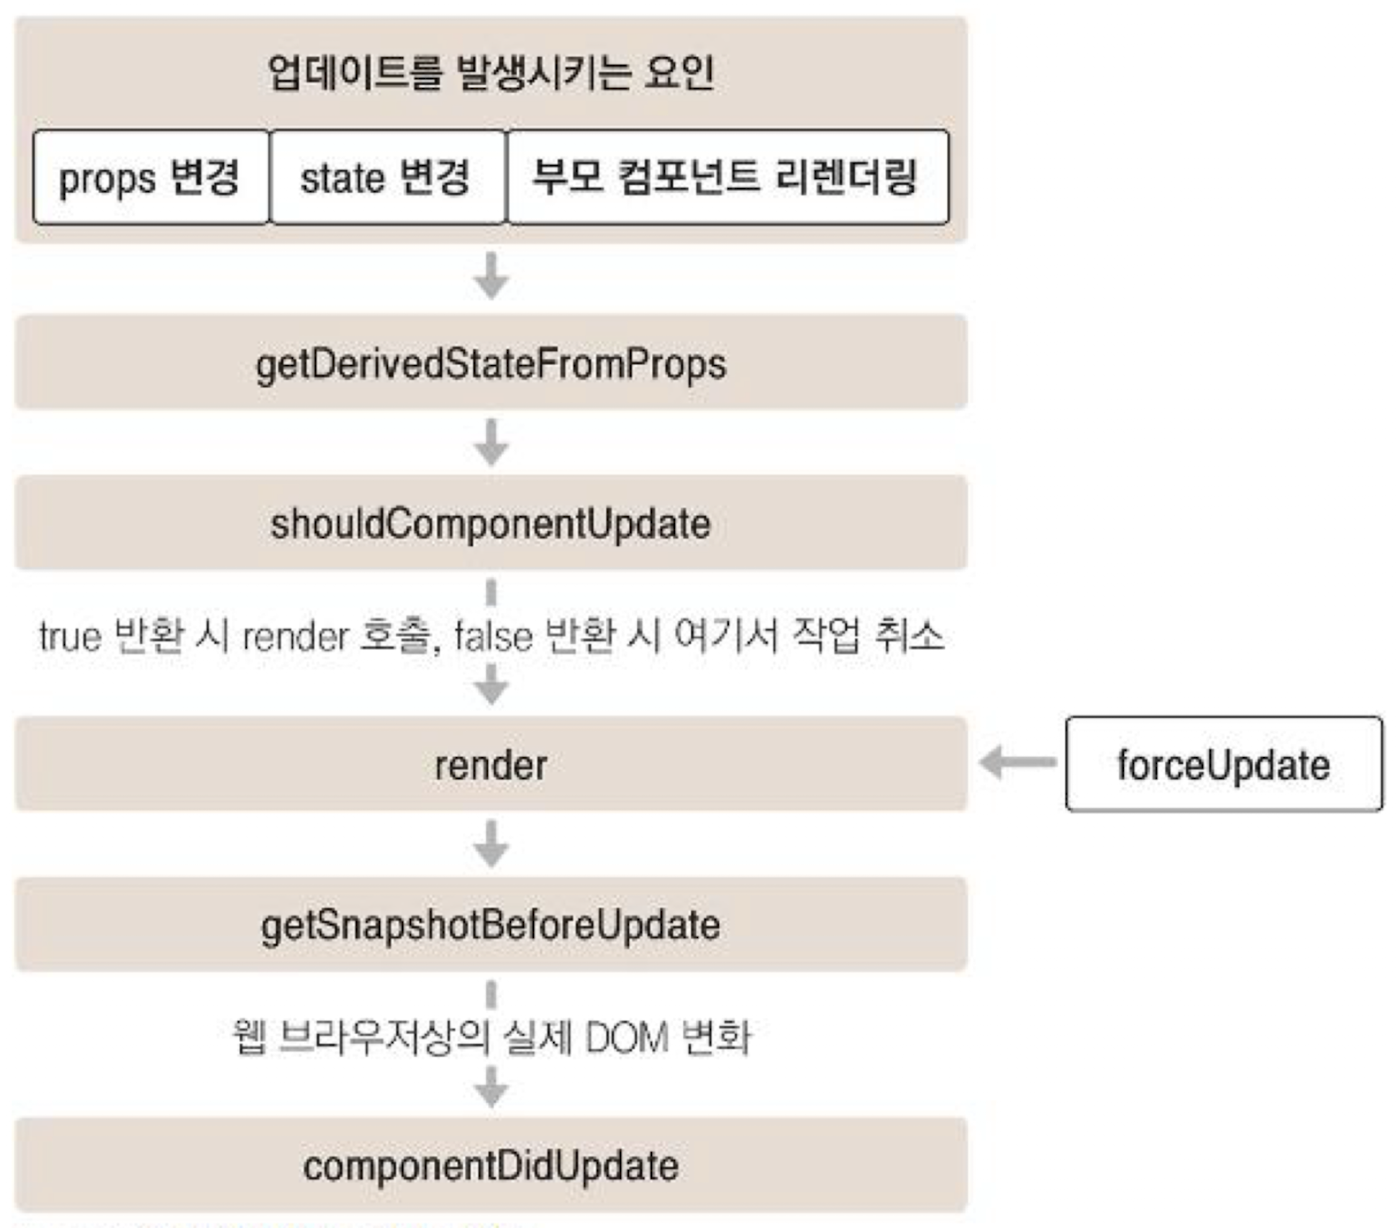 업데이트를 발생시키는 요인
props 변경
state 변경
부모 컴포넌트 리렌더링
getDerivedStateFromProps
shouldComponentUpdate
true 반환 시 render 호출, false 반환 시 여기서 작업 취소
render
forceUpdate
getSnapshotBeforeUpdate
웹 브라우저상의 실제 DOM 변화
componentDidUpdate